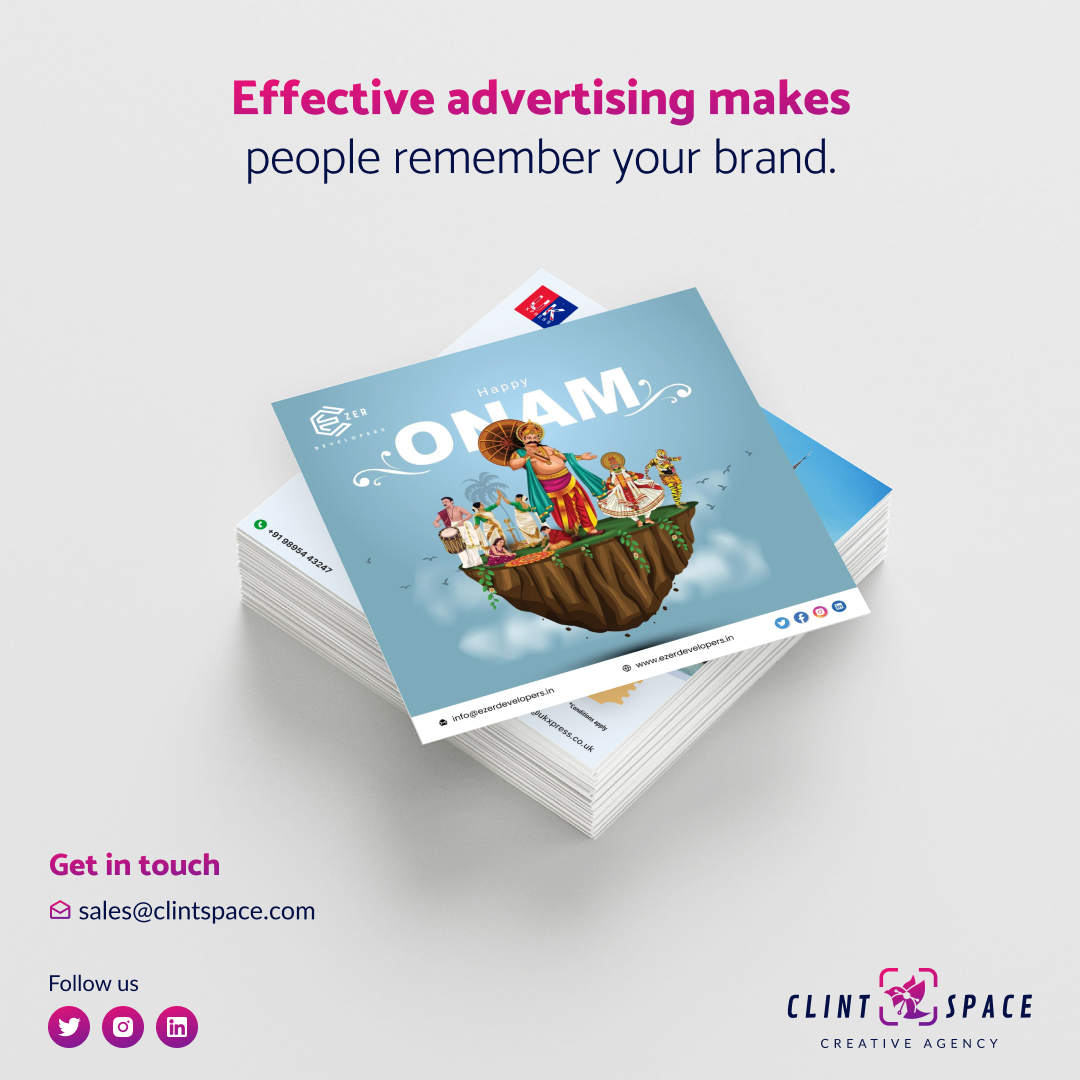 Effective advertising makes
people remember your brand.
EZER
DEVELOPERS
Happy
ONAM
+91 98954 43247
info@ezerdevelopers.in
www.ezerdevelopers.in
*Conditions apply
ukxpress.co.uk
Get in touch
sales@clintspace.com
Follow us
CLINT SPACE
CREATIVE AGENCY